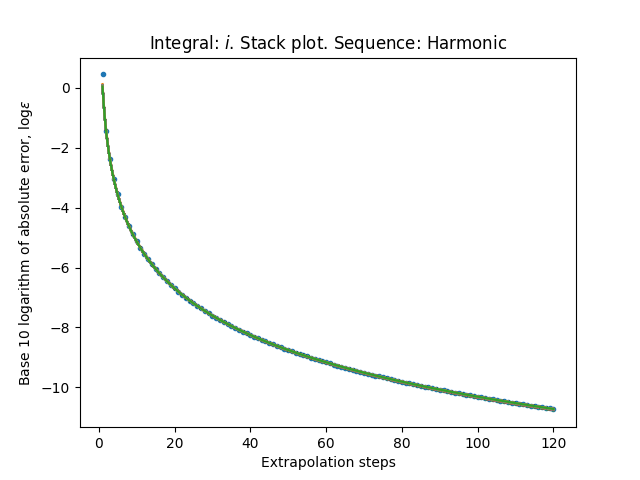 Integral: i. Stack plot. Sequence: Harmonic
Base 10 logarithm of absolute error, logε
0
−2
−4
−6
−8
−10
0 20 40 60 80 100 120
Extrapolation steps